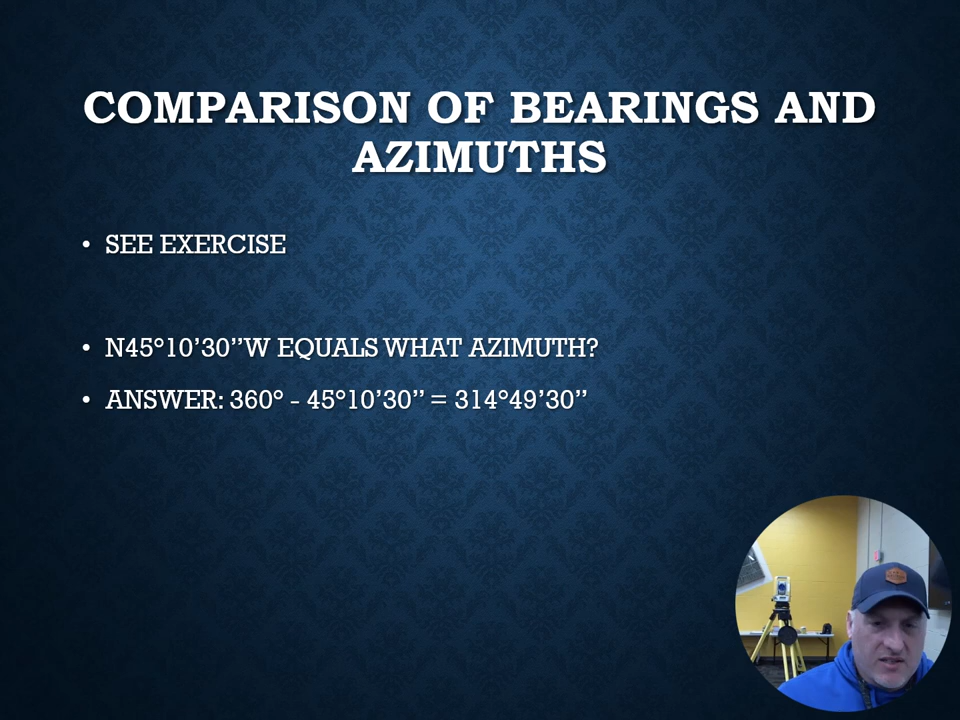 COMPARISON OF BEARINGS AND
AZIMUTHS
• SEE EXERCISE
• N45°10’30”W EQUALS WHAT AZIMUTH?
• ANSWER: 360° - 45°10’30” = 314°49’30”